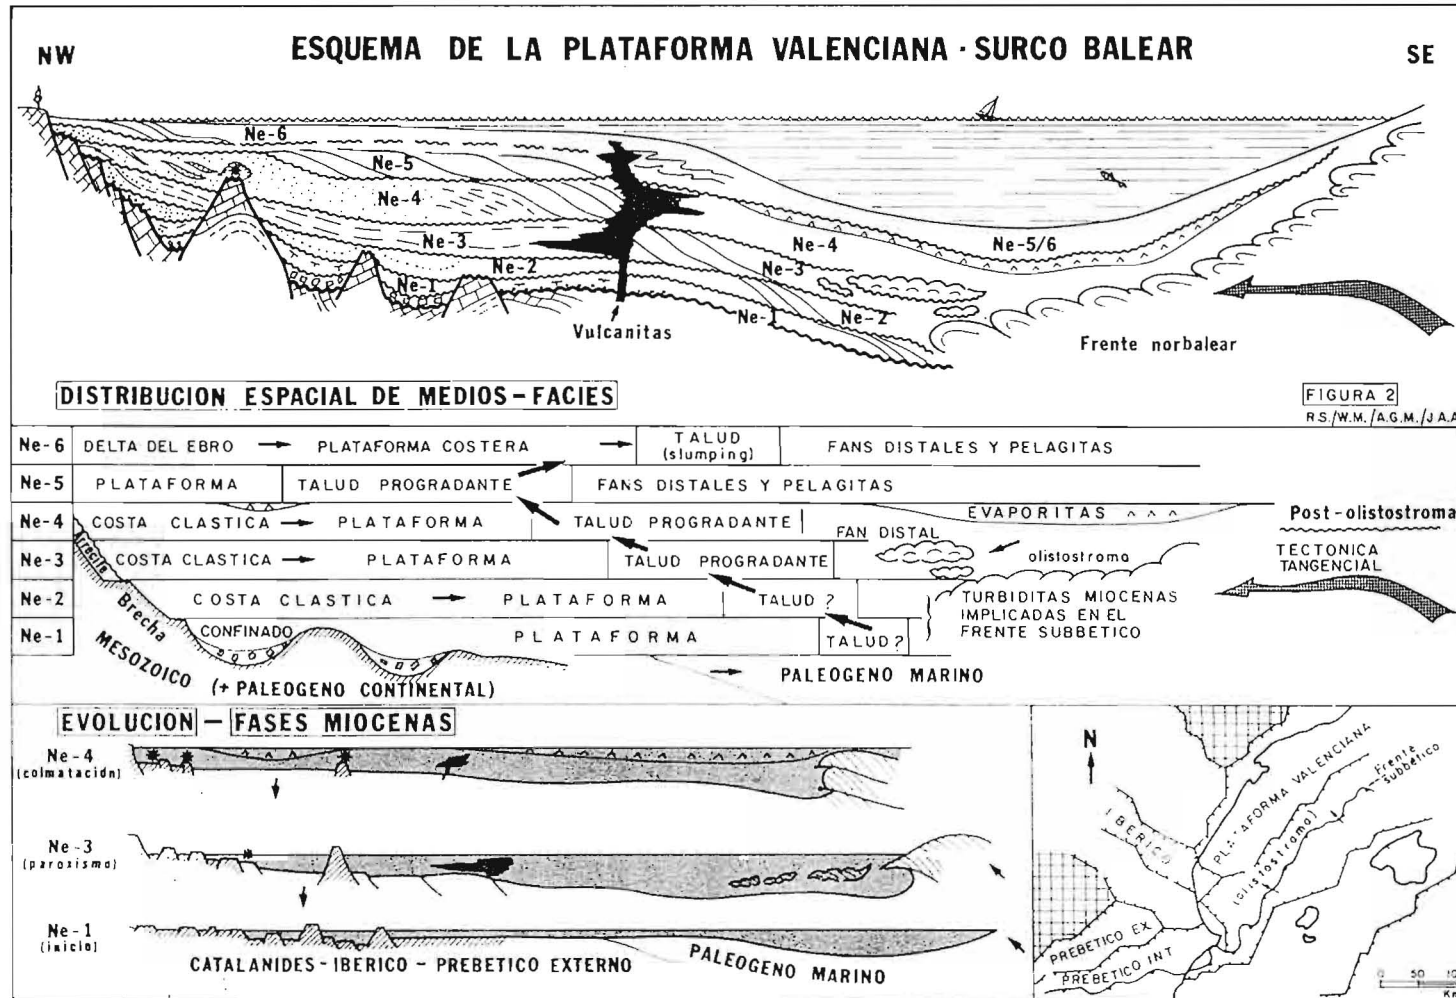 NW
ESQUEMA DE LA PLATAFORMA VALENCIANA · SURCO BALEAR
SE
Ne-6
Ne-5
Ne-4
Ne-3
Ne-2
Ne-1
Vulcanitas
Ne-4
Ne-3
Ne-2
Ne-1
Ne-5/6
Frente norbalear
DISTRIBUCION ESPACIAL DE MEDIOS - FACIES
FIGURA 2
R.S./W.M./A.G.M./J.A.A
Ne-6 DELTA DEL EBRO PLATAFORMA COSTERA TALUD (slumping) FANS DISTALES Y PELAGITAS
Ne-5 PLATAFORMA TALUD PROGRADANTE FANS DISTALES Y PELAGITAS
Ne-4 COSTA CLASTICA PLATAFORMA TALUD PROGRADANTE EVAPORITAS
Post-olistostroma
FAN DISTAL
Ne-3 Arrecife COSTA CLASTICA PLATAFORMA TALUD PROGRADANTE olistostroma
TECTONICA
TANGENCIAL
Ne-2 COSTA CLASTICA PLATAFORMA TALUD?
TURBIDITAS MIOCENAS
IMPLICADAS EN EL
FRENTE SUBBETICO
Ne-1 Brecha CONFINADO PLATAFORMA TALUD?
MESOZOICO
(+ PALEOGENO CONTINENTAL)
PALEOGENO MARINO
EVOLUCION - FASES MIOCENAS
Ne-4
(colmatación)
Ne-3
(paroxismo)
Ne-1
(inicio)
CATALANIDES - IBERICO - PREBETICO EXTERNO
PALEOGENO MARINO
N
IBERICO
PLATAFORMA VALENCIANA
Frente
subbético
(olistostroma)
PREBETICO EX
PREBETICO INT
0 50